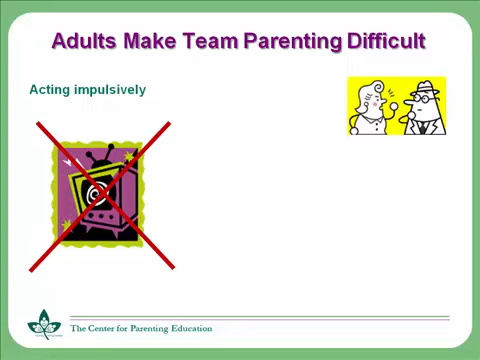 Adults Make Team Parenting Difficult
Acting impulsively
The Center for Parenting Education